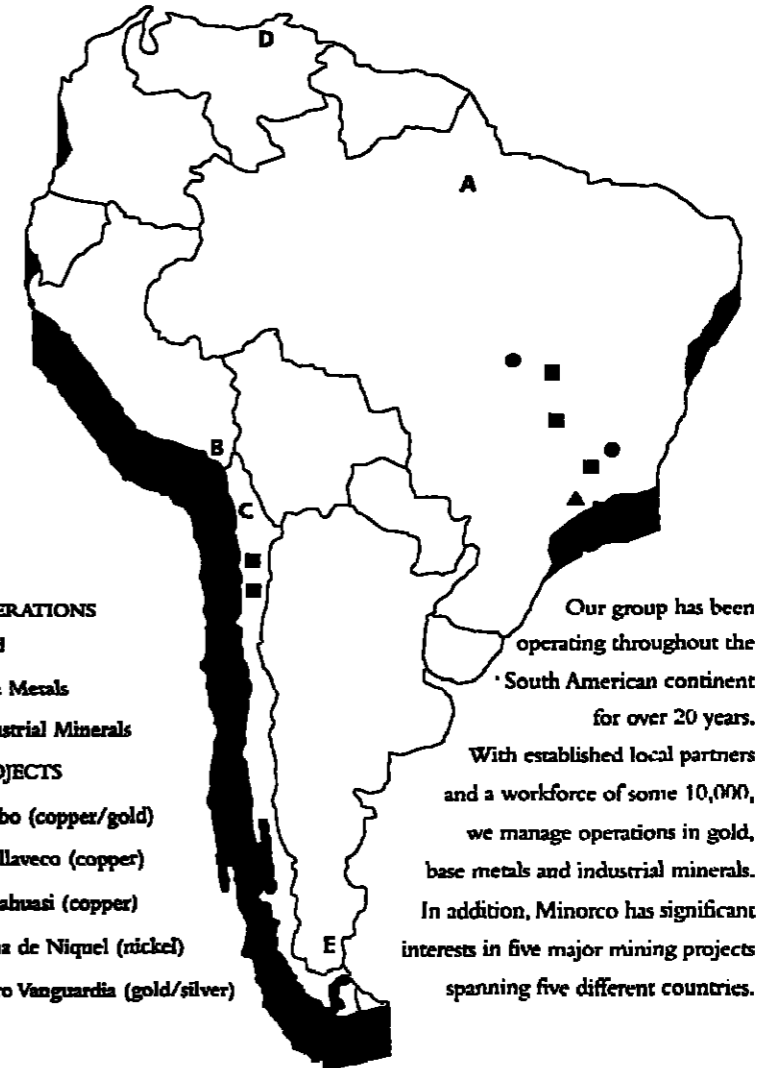 D
A
B
C
E
ERATIONS
Metals
ustrial Minerals
OJECTS
bo (copper/gold)
llaveco (copper)
ahuasi (copper)
a de Niquel (nickel)
ro Vanguardia (gold/silver)
Our group has been
operating throughout the
South American continent
for over 20 years.
With established local partners
and a workforce of some 10,000,
we manage operations in gold,
base metals and industrial minerals.
In addition, Minorco has significant
interests in five major mining projects
spanning five different countries.